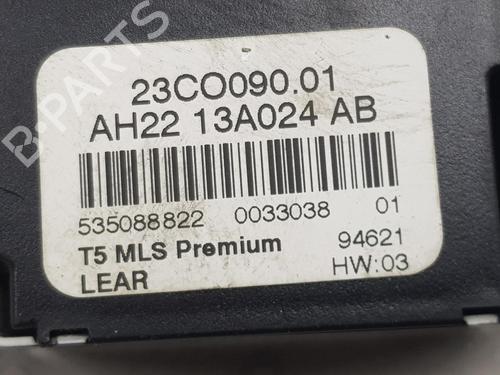 23CO090.01
AH22 13A024 AB
535088822 0033038 01
T5 MLS Premium 94621
LEAR HW:03
B-PARTS